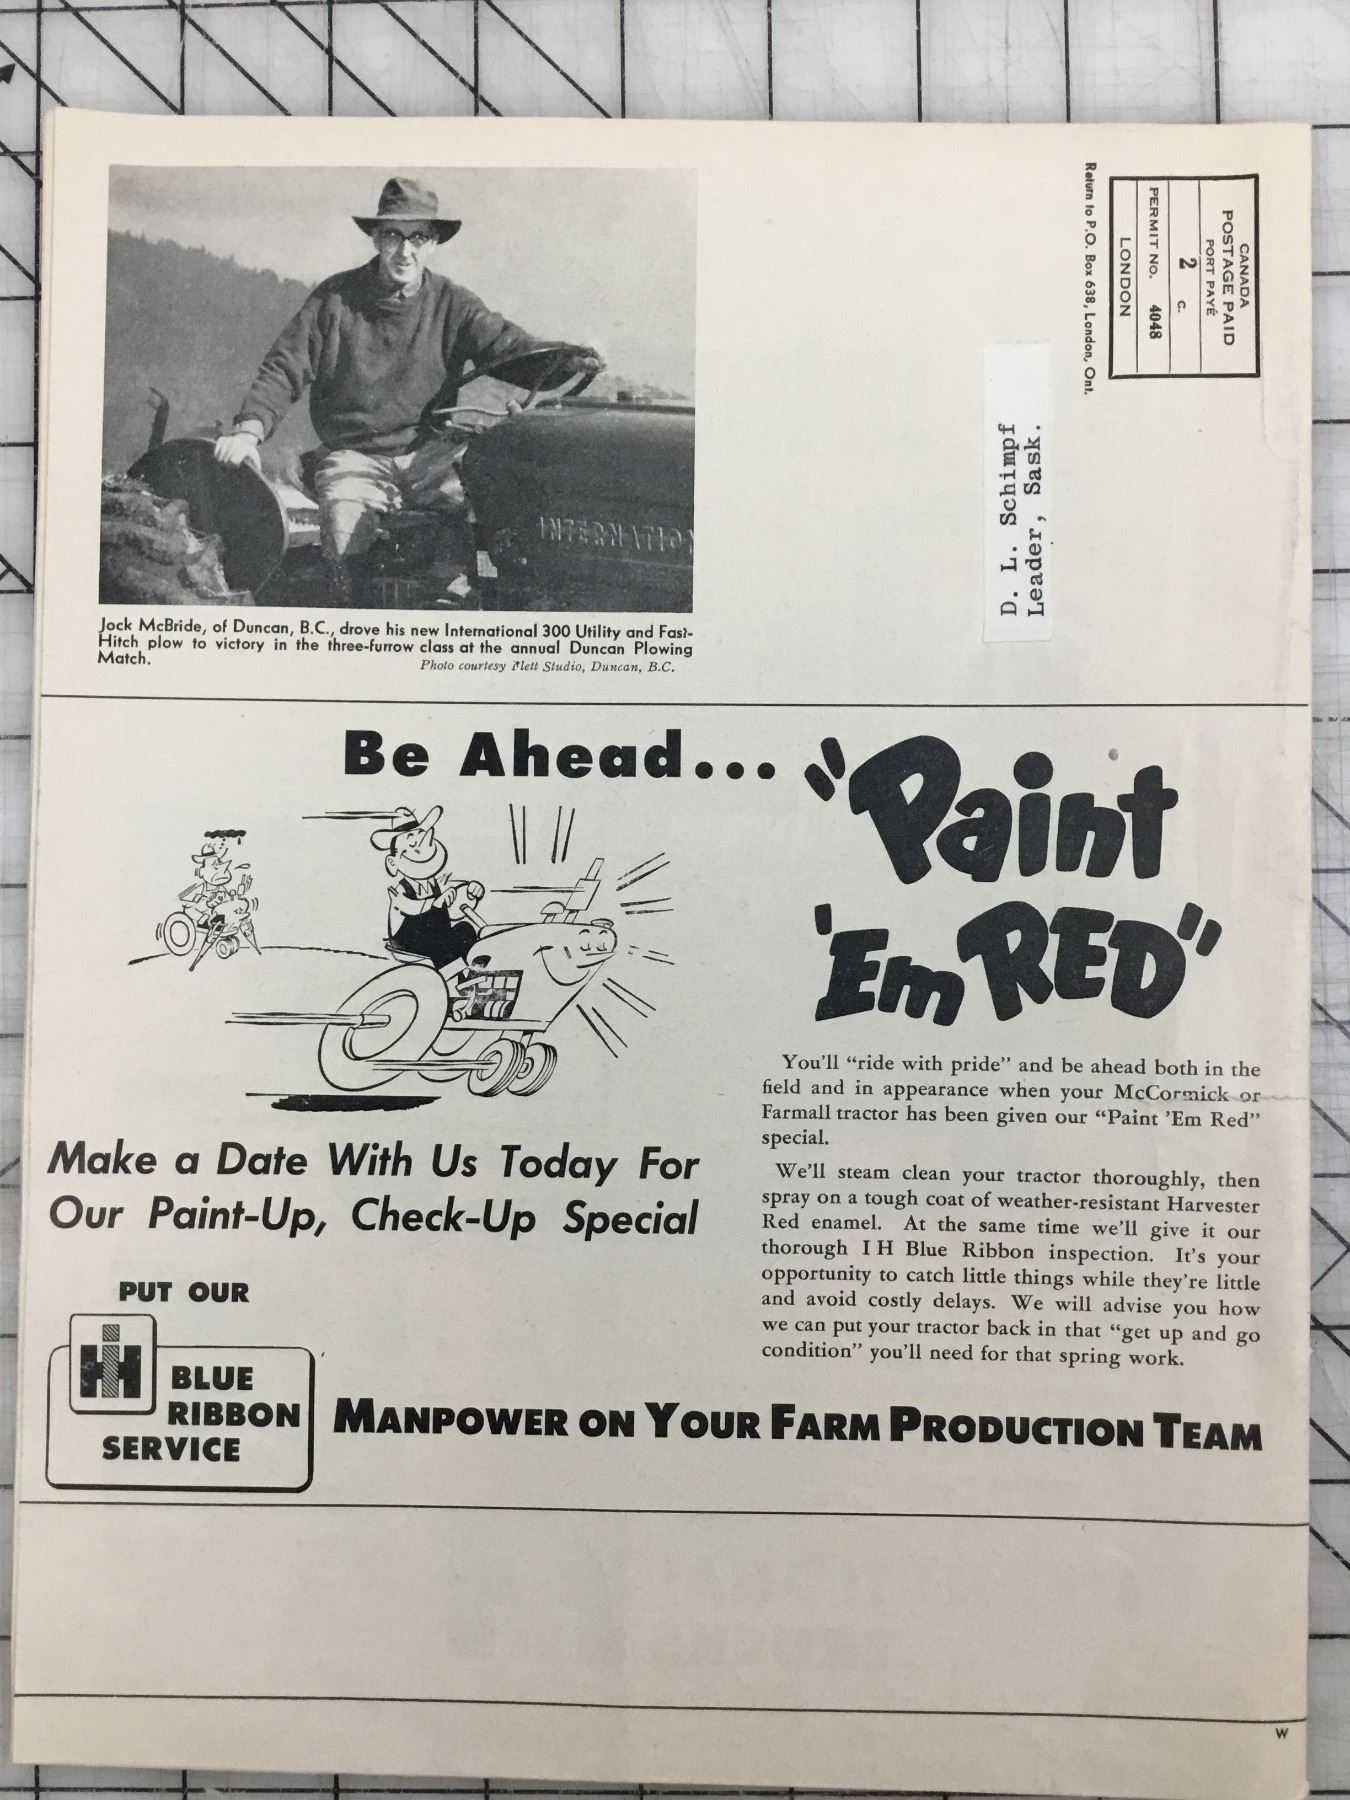 CANADA
POSTAGE PAID
PORT PAYÉ
2 c.
PERMIT NO. 4048
LONDON
Return to P.O. Box 638, London, Ont.
D. L. Schimpf
Leader, Sask.
INTERNATION
Jock McBride, of Duncan, B.C., drove his new International 300 Utility and Fast-
Hitch plow to victory in the three-furrow class at the annual Duncan Plowing
Match.
Photo courtesy Flett Studio, Duncan, B.C.
Be Ahead...
"Paint
'Em RED"
You'll "ride with pride" and be ahead both in the
field and in appearance when your McCormick or
Farmall tractor has been given our "Paint 'Em Red"
special.
We'll steam clean your tractor thoroughly, then
spray on a tough coat of weather-resistant Harvester
Red enamel. At the same time we'll give it our
thorough IH Blue Ribbon inspection. It's your
opportunity to catch little things while they're little
and avoid costly delays. We will advise you how
we can put your tractor back in that "get up and go
condition" you'll need for that spring work.
Make a Date With Us Today For
Our Paint-Up, Check-Up Special
PUT OUR
IH
BLUE
RIBBON
SERVICE
MANPOWER ON YOUR FARM PRODUCTION TEAM
W